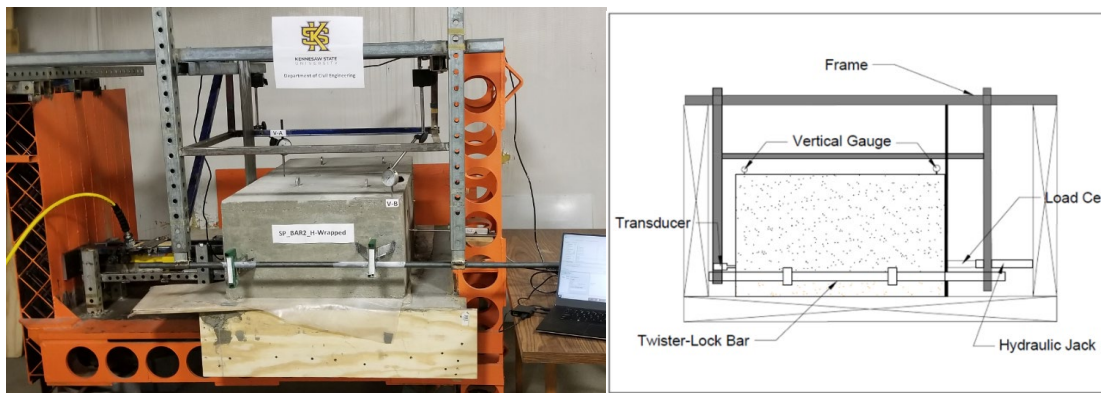 KS
KENNESAW STATE
UNIVERSITY
Department of Civil Engineering
V-A
V-B
SP_BAR2_H-Wrapped
Frame
Vertical Gauge
Load Ce
Transducer
Twister-Lock Bar
Hydraulic Jack